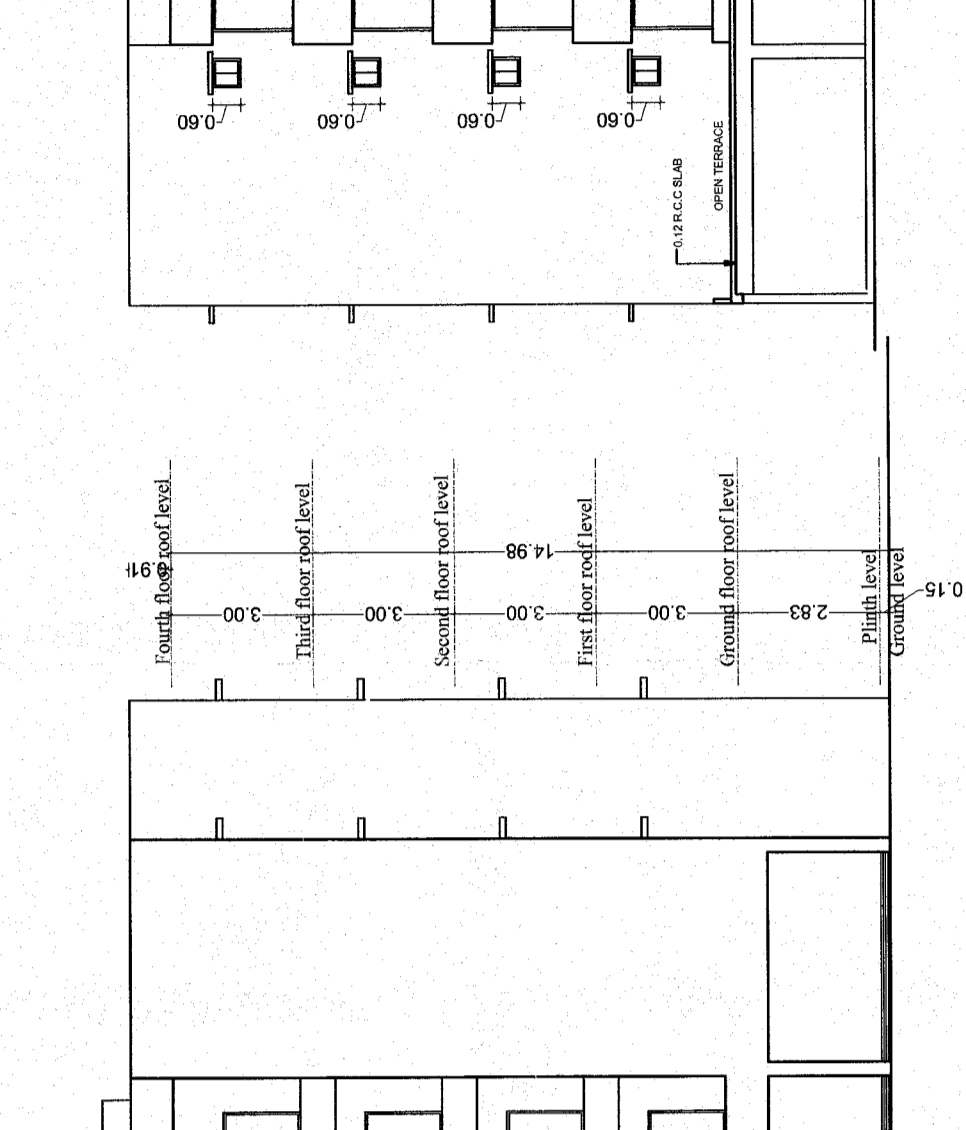 0.60
0.60
0.60
0.60
0.12 R.C.C SLAB
OPEN TERRACE
Fourth floor roof level
Third floor roof level
Second floor roof level
First floor roof level
Ground floor roof level
Plinth level
Ground level
14.98
3.00
3.00
3.00
3.00
2.83
0.15